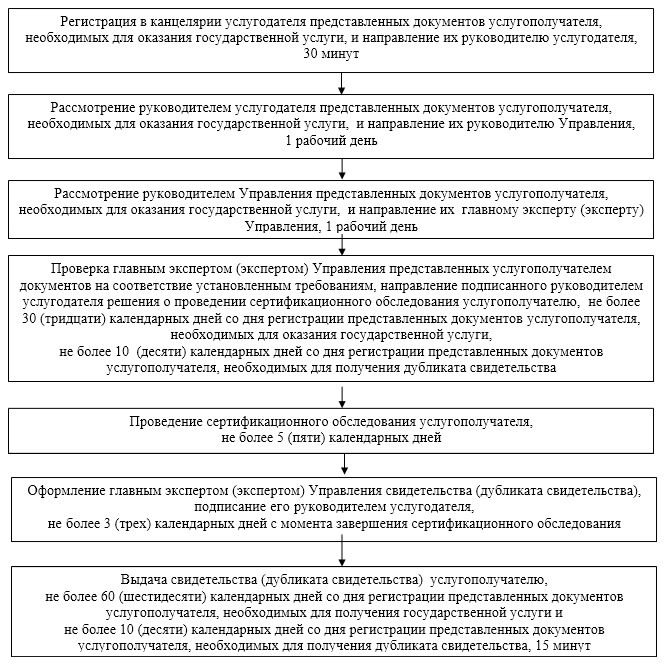 Регистрация в канцелярии услугодателя представленных документов услугополучателя,
необходимых для оказания государственной услуги, и направление их руководителю услугодателя,
30 минут
Рассмотрение руководителем услугодателя представленных документов услугополучателя,
необходимых для оказания государственной услуги, и направление их руководителю Управления,
1 рабочий день
Рассмотрение руководителем Управления представленных документов услугополучателя,
необходимых для оказания государственной услуги, и направление их главному эксперту (эксперту)
Управления, 1 рабочий день
Проверка главным экспертом (экспертом) Управления представленных услугополучателем
документов на соответствие установленным требованиям, направление подписанного руководителем
услугодателя решения о проведении сертификационного обследования услугополучателю, не более
30 (тридцати) календарных дней со дня регистрации представленных документов услугополучателя,
необходимых для оказания государственной услуги,
не более 10 (десяти) календарных дней со дня регистрации представленных документов
услугополучателя, необходимых для получения дубликата свидетельства
Проведение сертификационного обследования услугополучателя,
не более 5 (пяти) календарных дней
Оформление главным экспертом (экспертом) Управления свидетельства (дубликата свидетельства),
подписание его руководителем услугодателя,
не более 3 (трех) календарных дней с момента завершения сертификационного обследования
Выдача свидетельства (дубликата свидетельства) услугополучателю,
не более 60 (шестидесяти) календарных дней со дня регистрации представленных документов
услугополучателя, необходимых для получения государственной услуги и
не более 10 (десяти) календарных дней со дня регистрации представленных документов
услугополучателя, необходимых для получения дубликата свидетельства, 15 минут